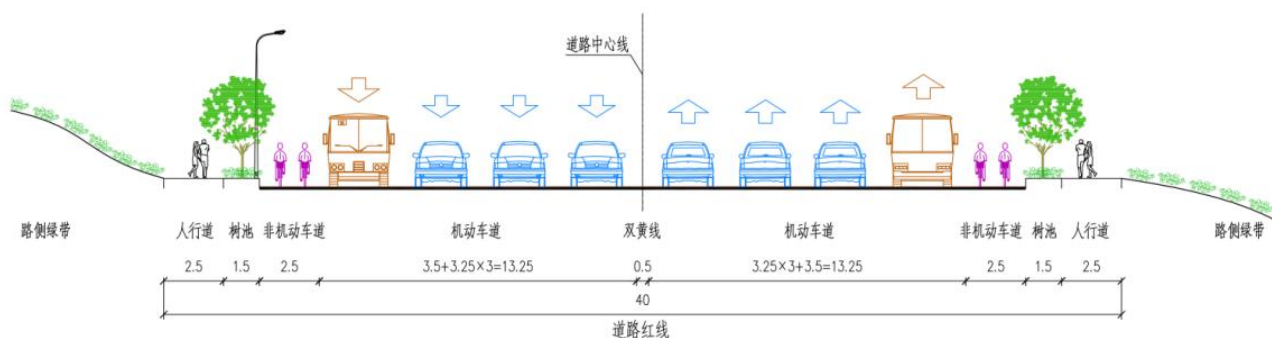 道路中心线
路侧绿带 人行道 树池 非机动车道 机动车道 双黄线 机动车道 非机动车道 树池 人行道 路侧绿带
2.5 1.5 2.5 3.5+3.25×3=13.25 0.5 3.25×3+3.5=13.25 2.5 1.5 2.5
40
道路红线